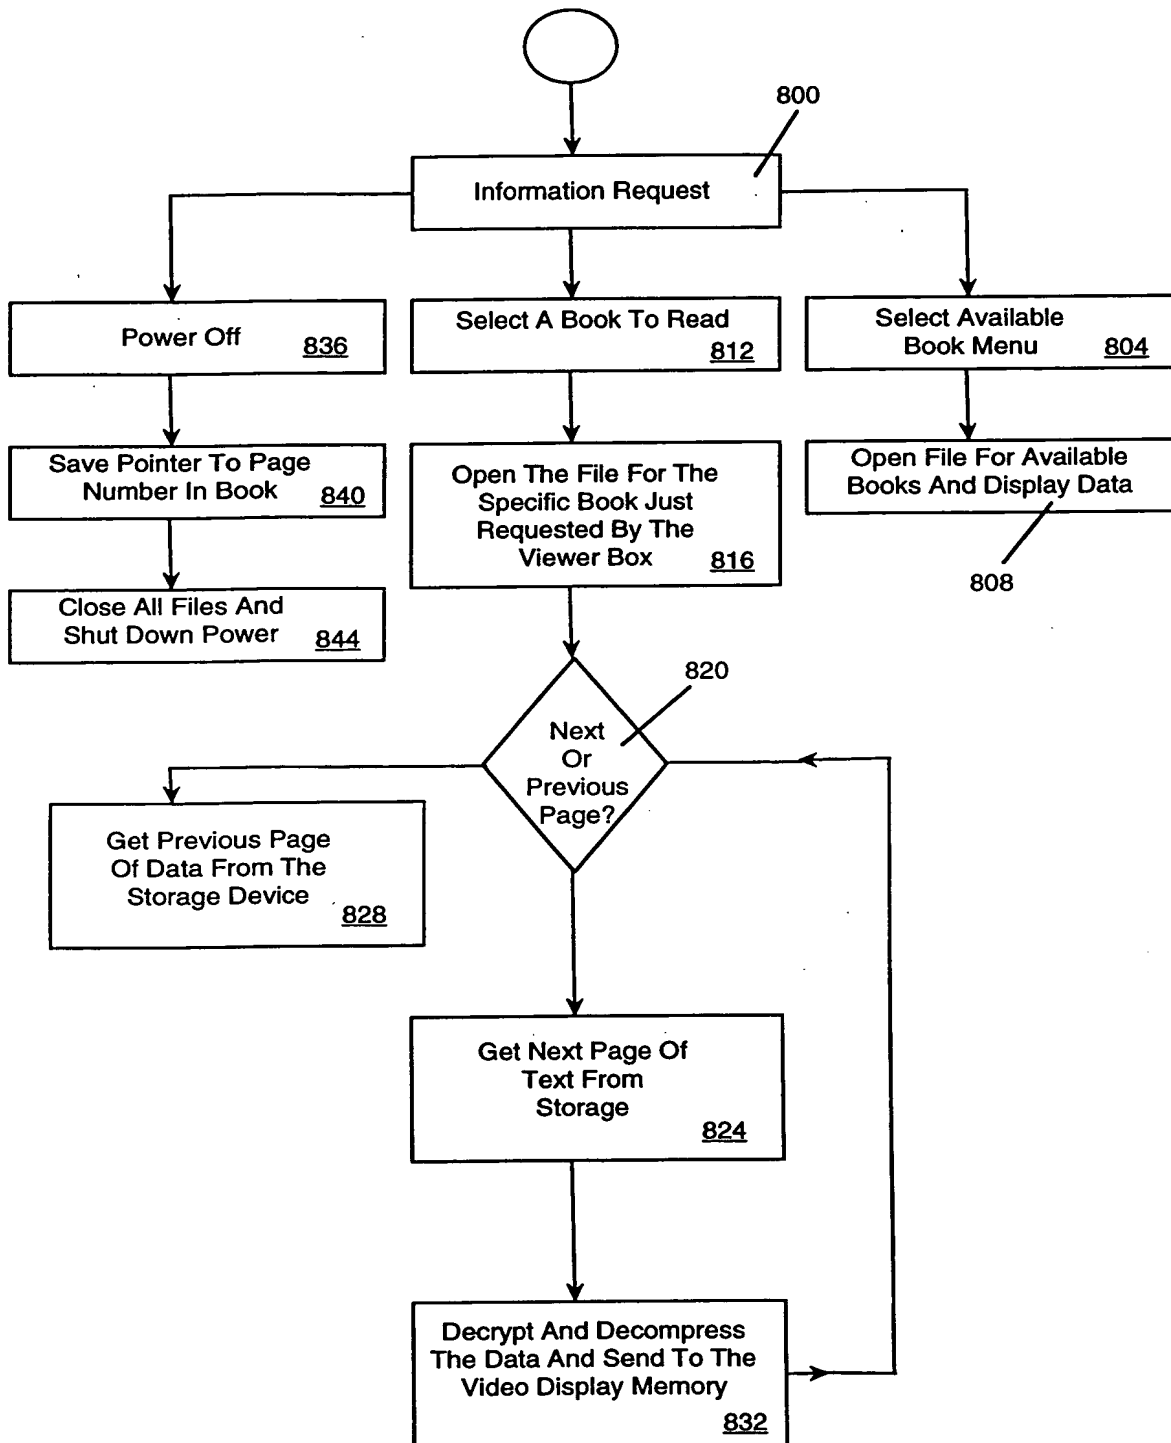 800
Information Request
Power Off
836
Select A Book To Read
812
Select Available
Book Menu
804
Save Pointer To Page
Number In Book
840
Open The File For The
Specific Book Just
Requested By The
Viewer Box
816
Open File For Available
Books And Display Data
808
Close All Files And
Shut Down Power
844
820
Next
Or
Previous
Page?
Get Previous Page
Of Data From The
Storage Device
828
Get Next Page Of
Text From
Storage
824
Decrypt And Decompress
The Data And Send To The
Video Display Memory
832